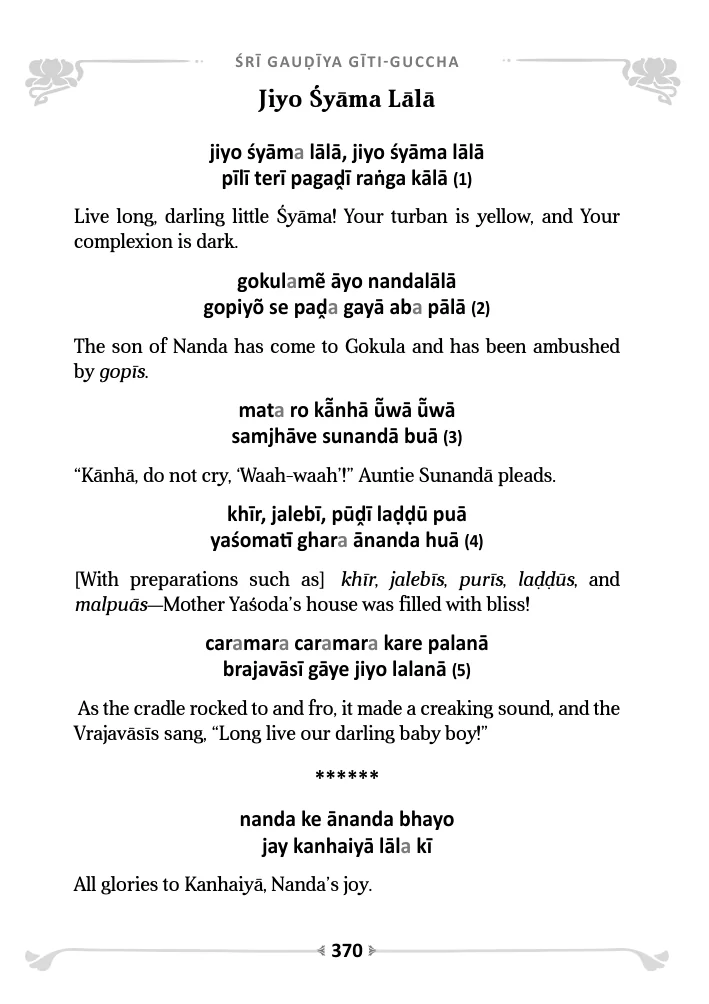 ŚRĪ GAUḌĪYA GĪTI-GUCCHA
Jiyo Śyāma Lālā
jiyo śyāma lālā, jiyo śyāma lālā
pīlī terī pagaḓī raṅga kālā (1)
Live long, darling little Śyāma! Your turban is yellow, and Your
complexion is dark.
gokulamẽ āyo nandalālā
gopiyõ se paḓa gayā aba pālā (2)
The son of Nanda has come to Gokula and has been ambushed
by gopīs.
mata ro kā̃nhā ū̃wā ū̃wā
samjhāve sunandā buā (3)
“Kānhā, do not cry, ‘Waah-waah’!” Auntie Sunandā pleads.
khīr, jalebī, pūḓī laḍḍū puā
yaśomatī ghara ānanda huā (4)
[With preparations such as] khīr, jalebīs, purīs, laḍḍūs, and
malpuās—Mother Yaśoda’s house was filled with bliss!
caramara caramara kare palanā
brajavāsī gāye jiyo lalanā (5)
As the cradle rocked to and fro, it made a creaking sound, and the
Vrajavāsīs sang, “Long live our darling baby boy!”
******
nanda ke ānanda bhayo
jay kanhaiyā lāla kī
All glories to Kanhaiyā, Nanda’s joy.
370